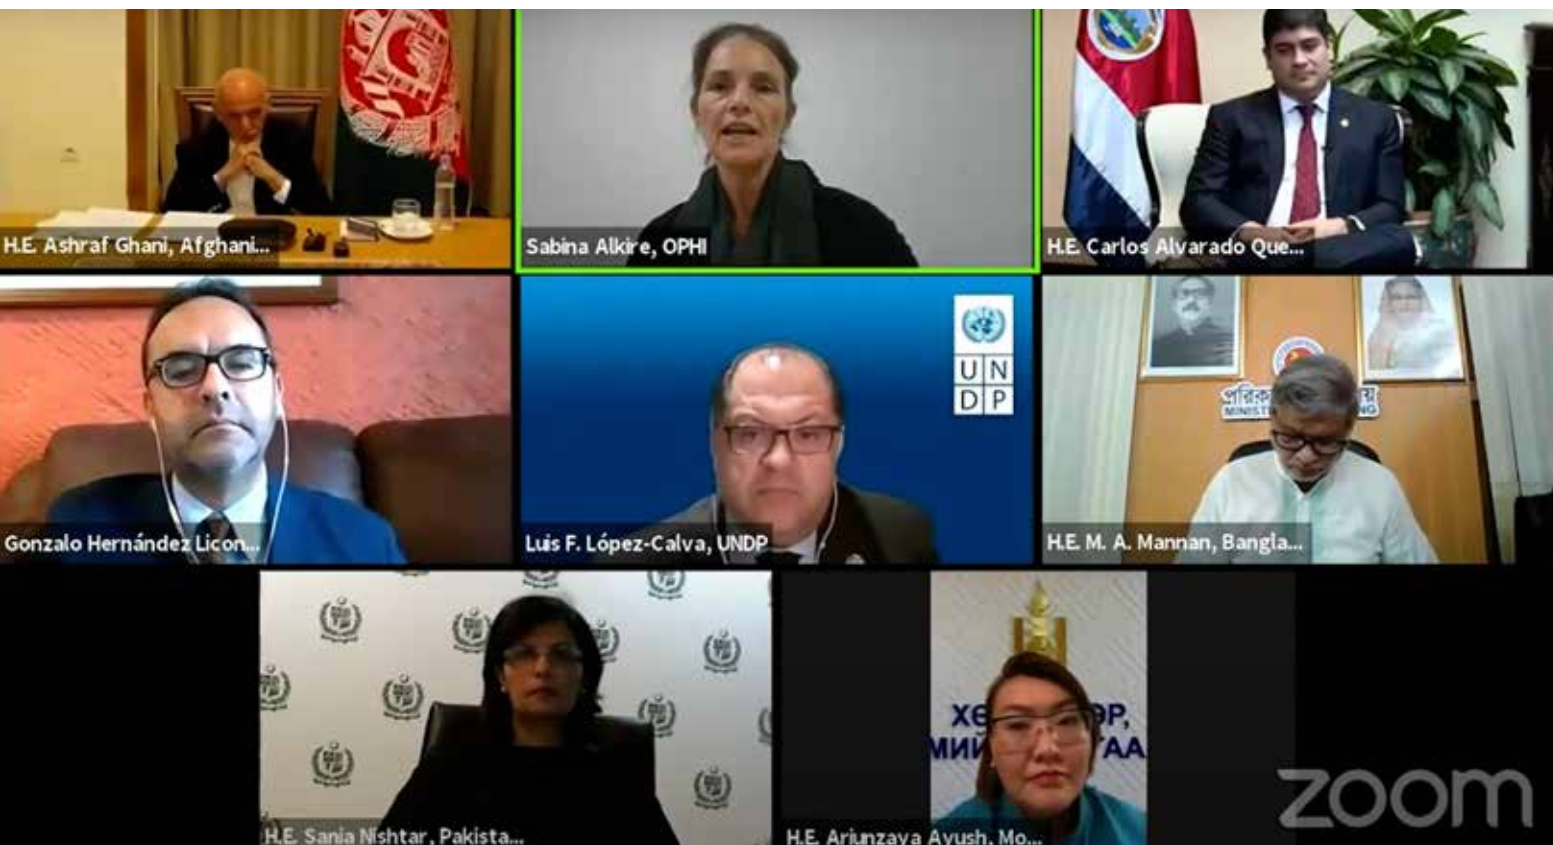 H.E. Ashraf Ghani, Afghani...
Sabina Alkire, OPHI
H.E. Carlos Alvarado Que...
Gonzalo Hernández Licon...
UN
DP
Luis F. López-Calva, UNDP
H.E. M. A. Mannan, Bangla...
H.E. Sania Nishtar, Pakista...
H.E. Ariunzaya Ayush, Mo...
zoom